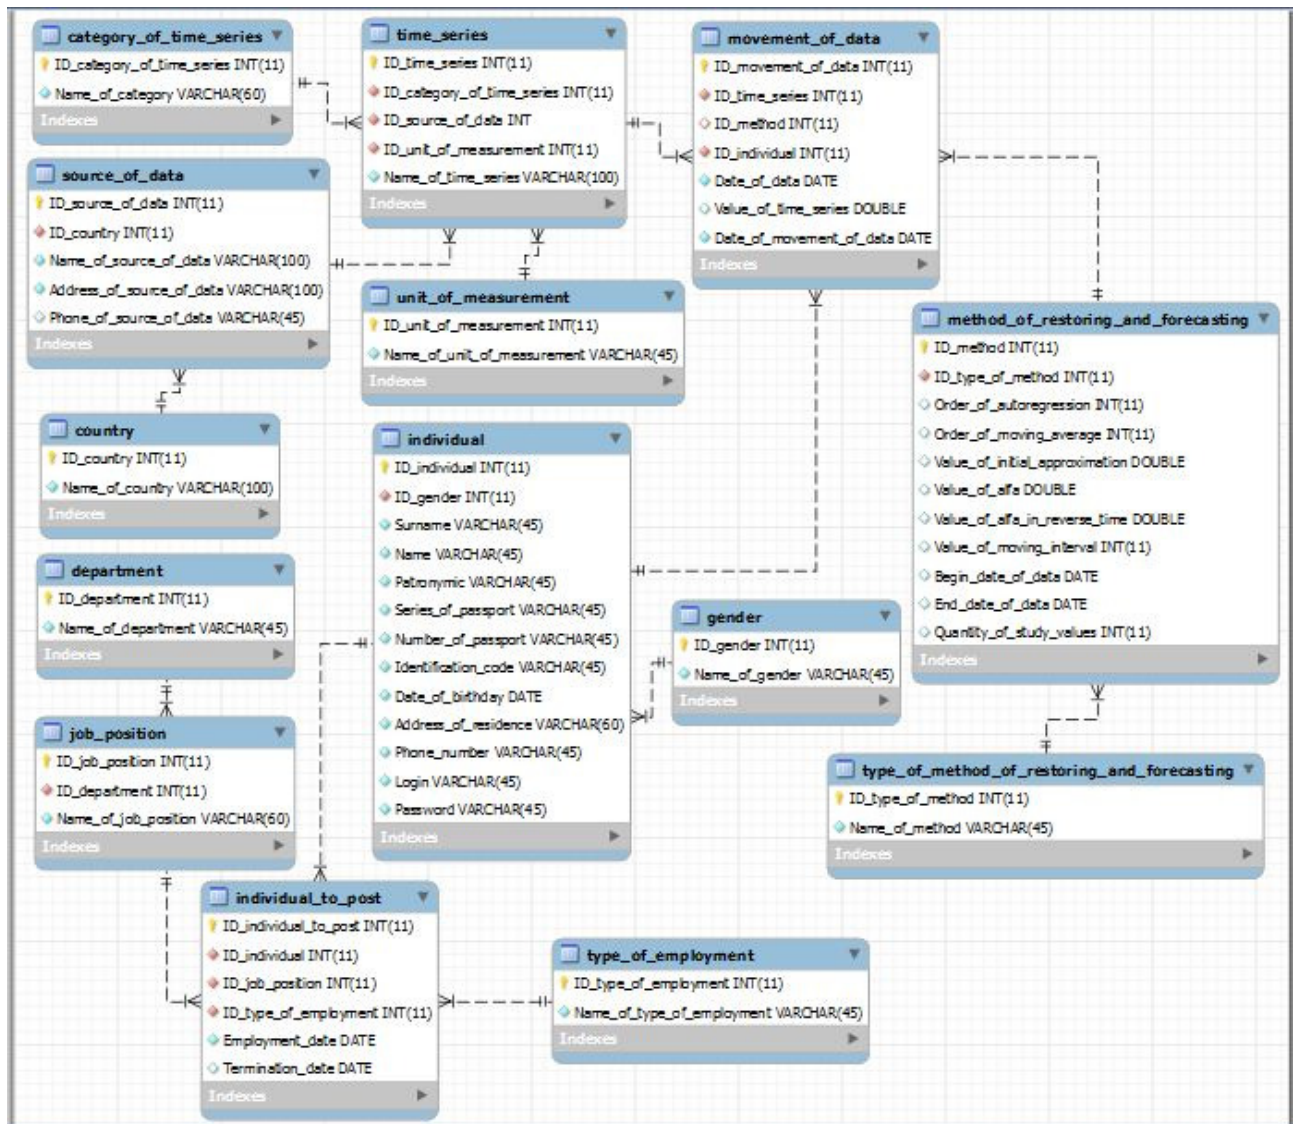 category_of_time_series
ID_category_of_time_series INT(11)
Name_of_category VARCHAR(60)
Indexes
time_series
ID_time_series INT(11)
ID_category_of_time_series INT(11)
ID_source_of_data INT
ID_unit_of_measurement INT(11)
Name_of_time_series VARCHAR(100)
Indexes
movement_of_data
ID_movement_of_data INT(11)
ID_time_series INT(11)
ID_method INT(11)
ID_individual INT(11)
Date_of_data DATE
Value_of_time_series DOUBLE
Date_of_movement_of_data DATE
Indexes
source_of_data
ID_source_of_data INT(11)
ID_country INT(11)
Name_of_source_of_data VARCHAR(100)
Address_of_source_of_data VARCHAR(100)
Phone_of_source_of_data VARCHAR(45)
Indexes
unit_of_measurement
ID_unit_of_measurement INT(11)
Name_of_unit_of_measurement VARCHAR(45)
Indexes
method_of_restoring_and_forecasting
ID_method INT(11)
ID_type_of_method INT(11)
Order_of_autoregression INT(11)
Order_of_moving_average INT(11)
Value_of_initial_approximation DOUBLE
Value_of_alfa DOUBLE
Value_of_alfa_in_reverse_time DOUBLE
Value_of_moving_interval INT(11)
Begin_date_of_data DATE
End_date_of_data DATE
Quantity_of_study_values INT(11)
Indexes
country
ID_country INT(11)
Name_of_country VARCHAR(100)
Indexes
individual
ID_individual INT(11)
ID_gender INT(11)
Surname VARCHAR(45)
Name VARCHAR(45)
Patronymic VARCHAR(45)
Series_of_passport VARCHAR(45)
Number_of_passport VARCHAR(45)
Identification_code VARCHAR(45)
Date_of_birthday DATE
Address_of_residence VARCHAR(60)
Phone_number VARCHAR(45)
Login VARCHAR(45)
Password VARCHAR(45)
Indexes
department
ID_department INT(11)
Name_of_department VARCHAR(45)
Indexes
gender
ID_gender INT(11)
Name_of_gender VARCHAR(45)
Indexes
job_position
ID_job_position INT(11)
ID_department INT(11)
Name_of_job_position VARCHAR(60)
Indexes
type_of_method_of_restoring_and_forecasting
ID_type_of_method INT(11)
Name_of_method VARCHAR(45)
Indexes
individual_to_post
ID_individual_to_post INT(11)
ID_individual INT(11)
ID_job_position INT(11)
ID_type_of_employment INT(11)
Employment_date DATE
Termination_date DATE
Indexes
type_of_employment
ID_type_of_employment INT(11)
Name_of_type_of_employment VARCHAR(45)
Indexes